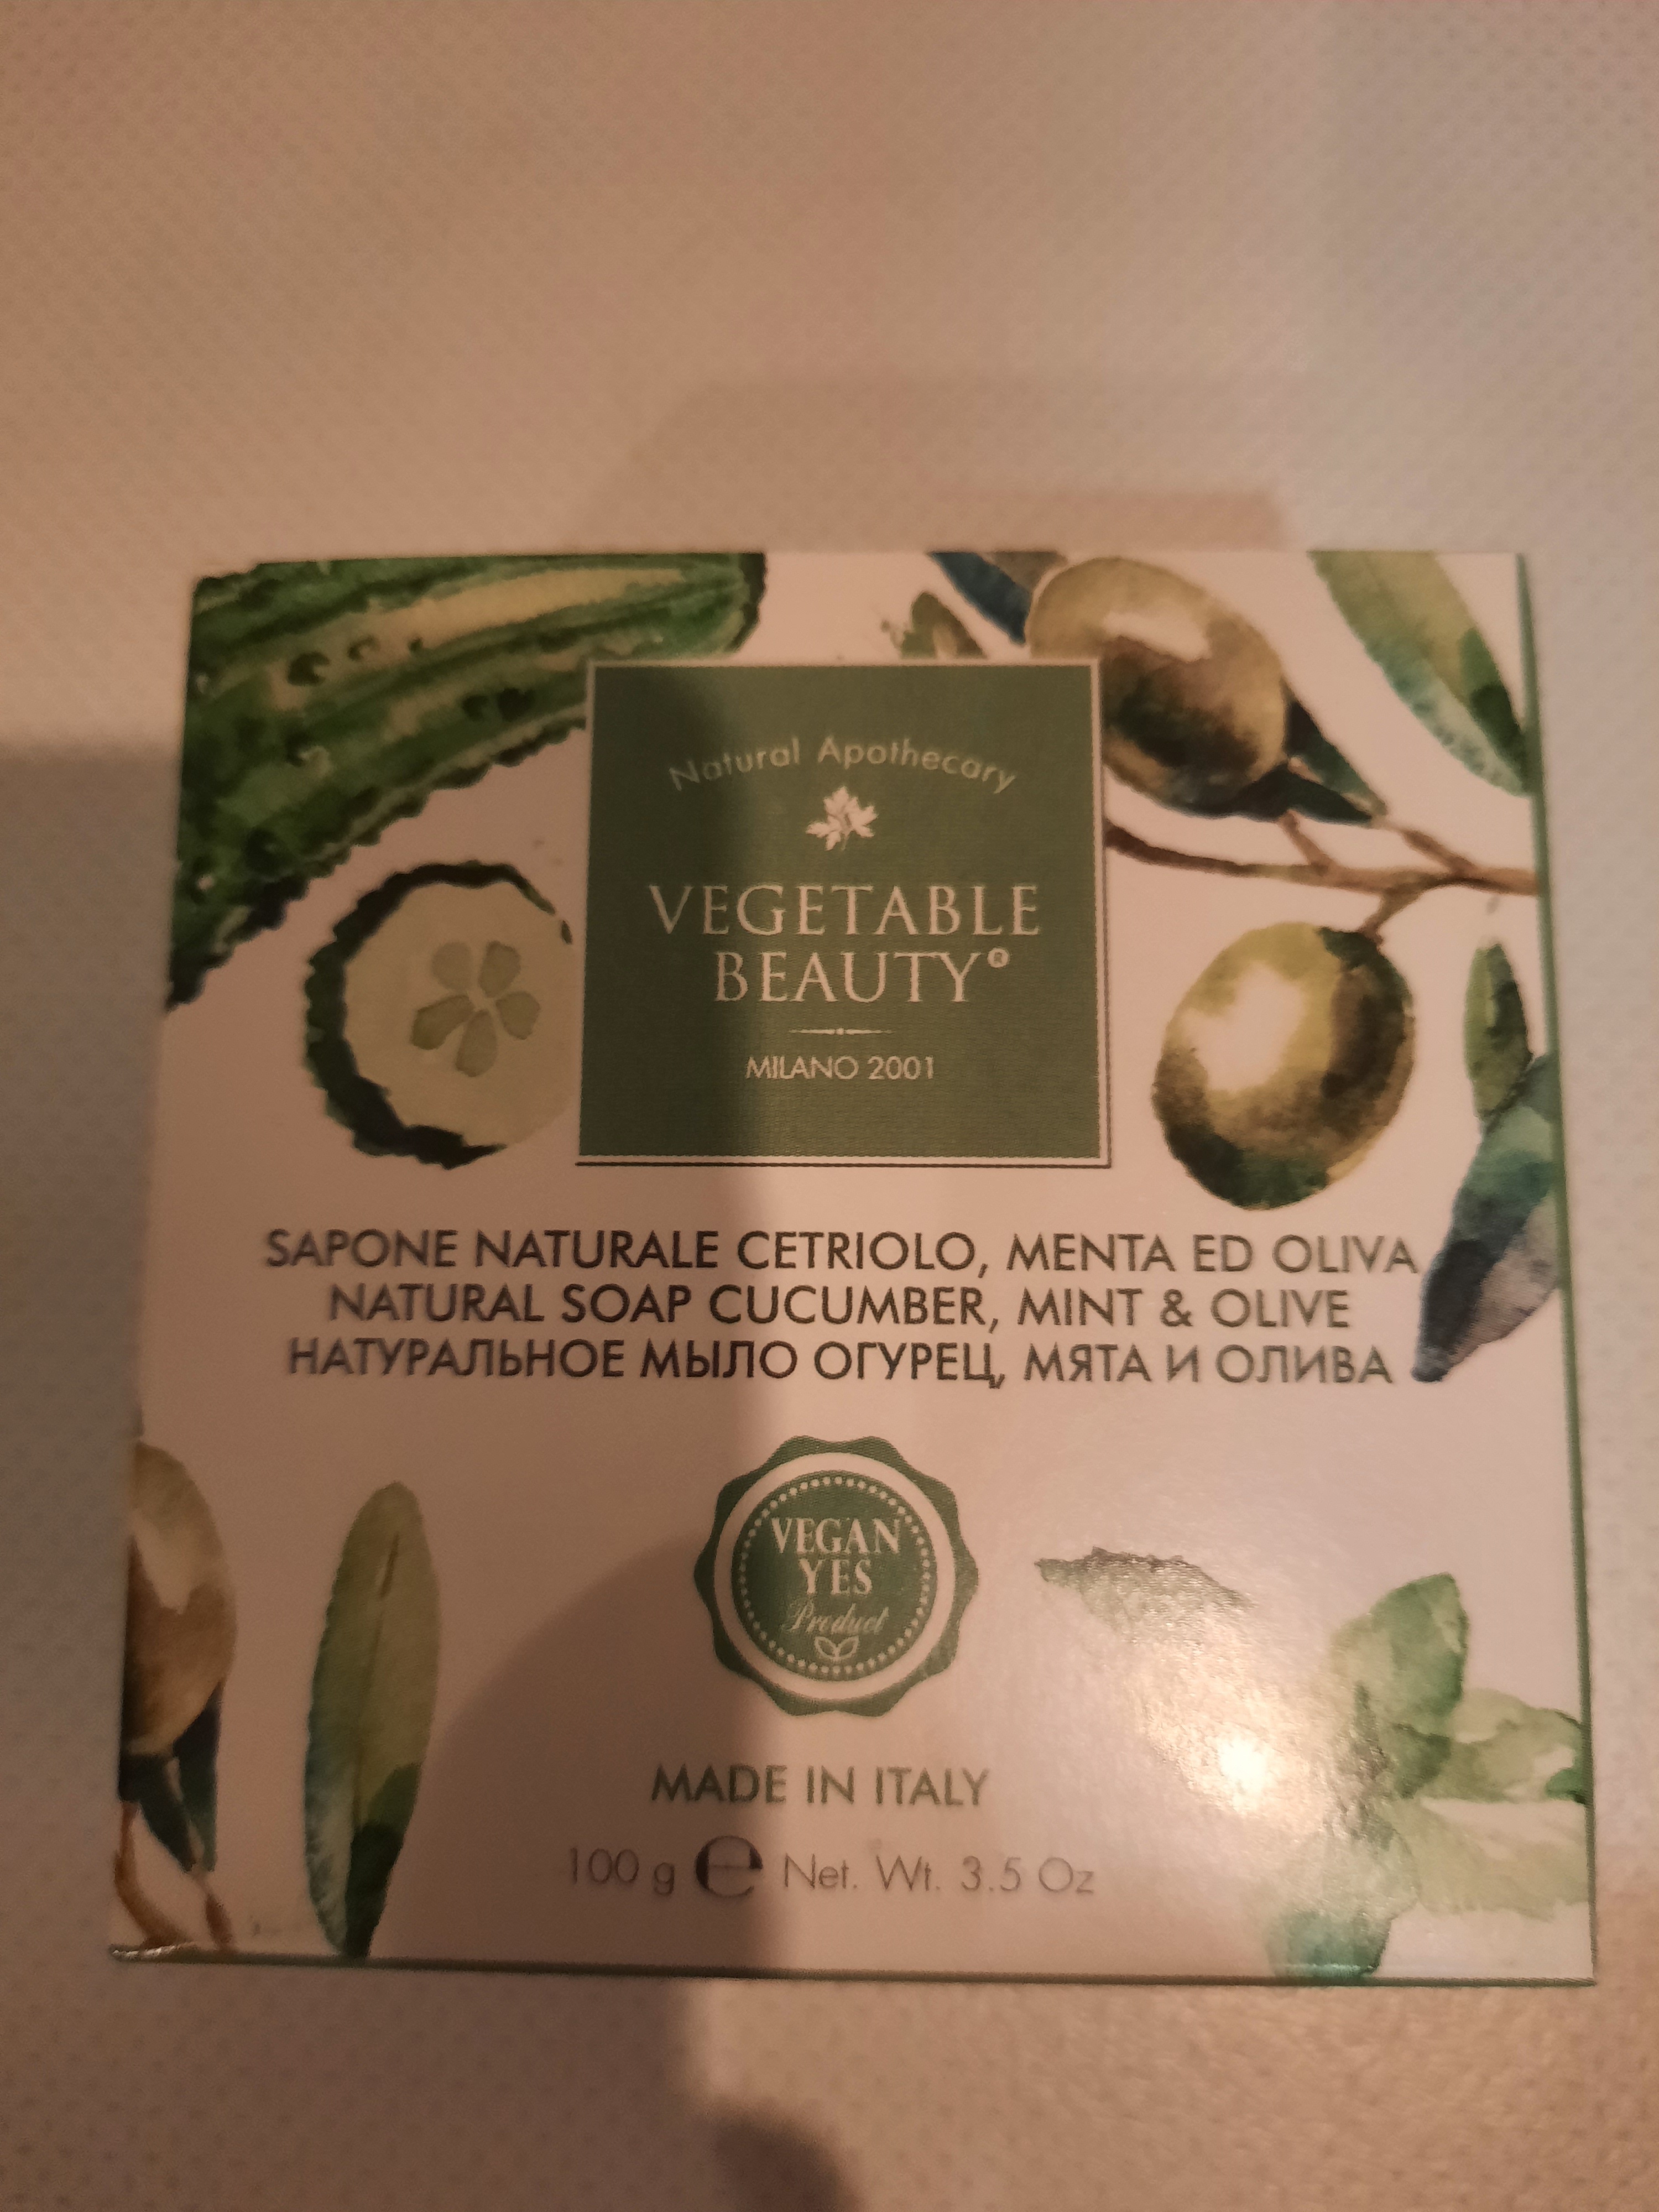 Natural Apothecary
VEGETABLE
BEAUTY®
MILANO 2001
SAPONE NATURALE CETRIOLO, MENTA ED OLIVA
NATURAL SOAP CUCUMBER, MINT & OLIVE
НАТУРАЛЬНОЕ МЫЛО ОГУРЕЦ, МЯТА И ОЛИВА
VEGAN
YES
Product
MADE IN ITALY
100 g ℮ Net. Wt. 3.5 Oz